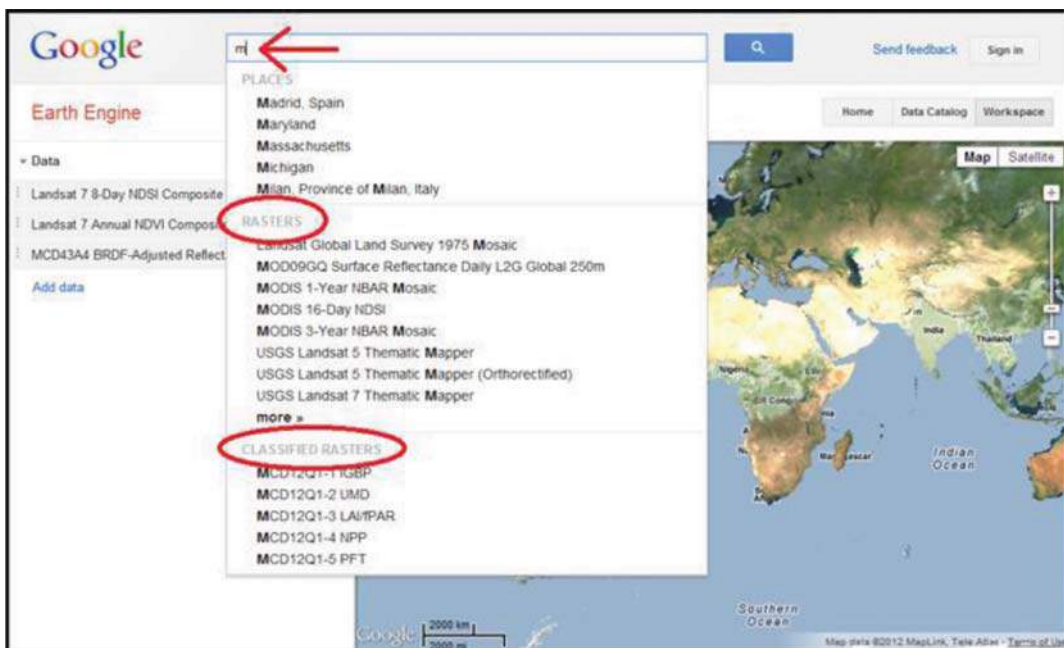 Google
m
Send feedback
Sign in
Earth Engine
Home
Data Catalog
Workspace
Data
Landsat 7 8-Day NDSI Composite
Landsat 7 Annual NDVI Composi
MCD43A4 BRDF-Adjusted Reflect
Add data
PLACES
Madrid, Spain
Maryland
Massachusetts
Michigan
Milan, Province of Milan, Italy
RASTERS
Landsat Global Land Survey 1975 Mosaic
MOD09GQ Surface Reflectance Daily L2G Global 250m
MODIS 1-Year NBAR Mosaic
MODIS 16-Day NDSI
MODIS 3-Year NBAR Mosaic
USGS Landsat 5 Thematic Mapper
USGS Landsat 5 Thematic Mapper (Orthorectified)
USGS Landsat 7 Thematic Mapper
more »
CLASSIFIED RASTERS
MCD12Q1-1 IGBP
MCD12Q1-2 UMD
MCD12Q1-3 LAI/fPAR
MCD12Q1-4 NPP
MCD12Q1-5 PFT
Map
Satellite
India
Thailand
Indian
Ocean
Southern
Ocean
Google
2000 km
2000 mi
Map data ©2012 MapLink, Tele Atlas - Terms of Use